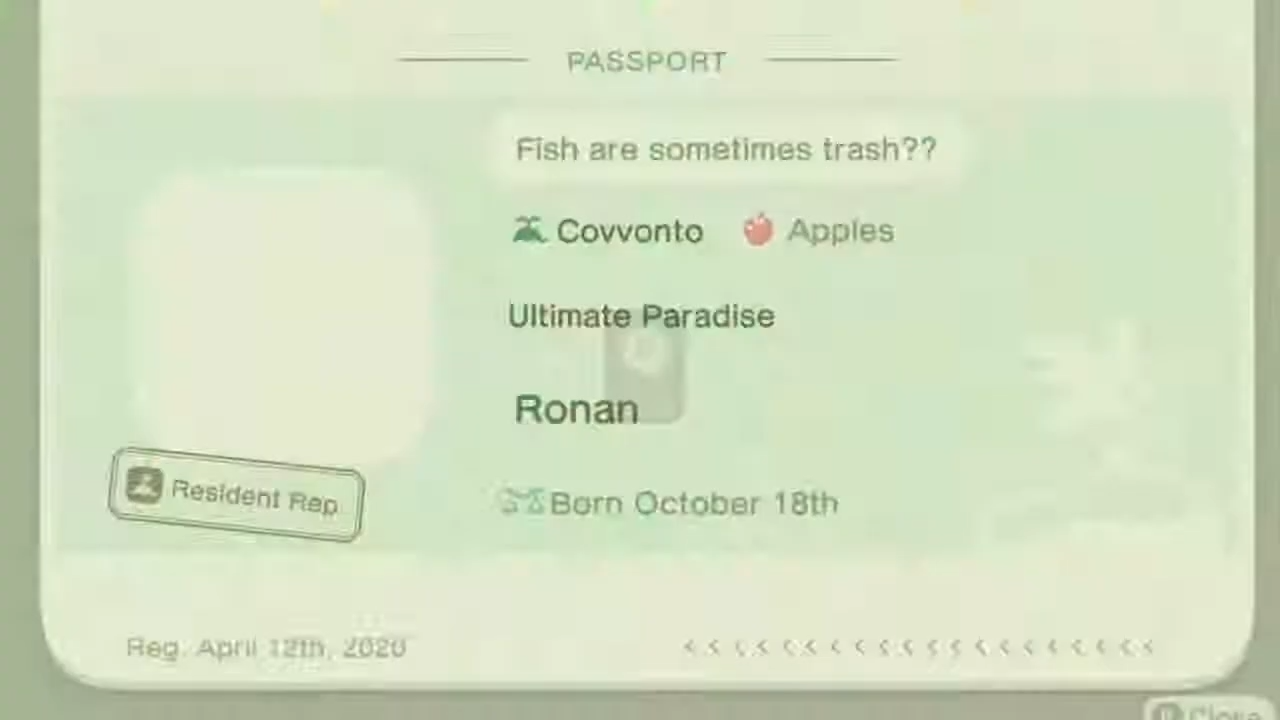 PASSPORT
Fish are sometimes trash??
Covvonto Apples
Ultimate Paradise
Ronan
Resident Rep
Born October 18th
Reg. April 12th, 2020
< < < < < < < < < < < < < < < < < < < <
Close